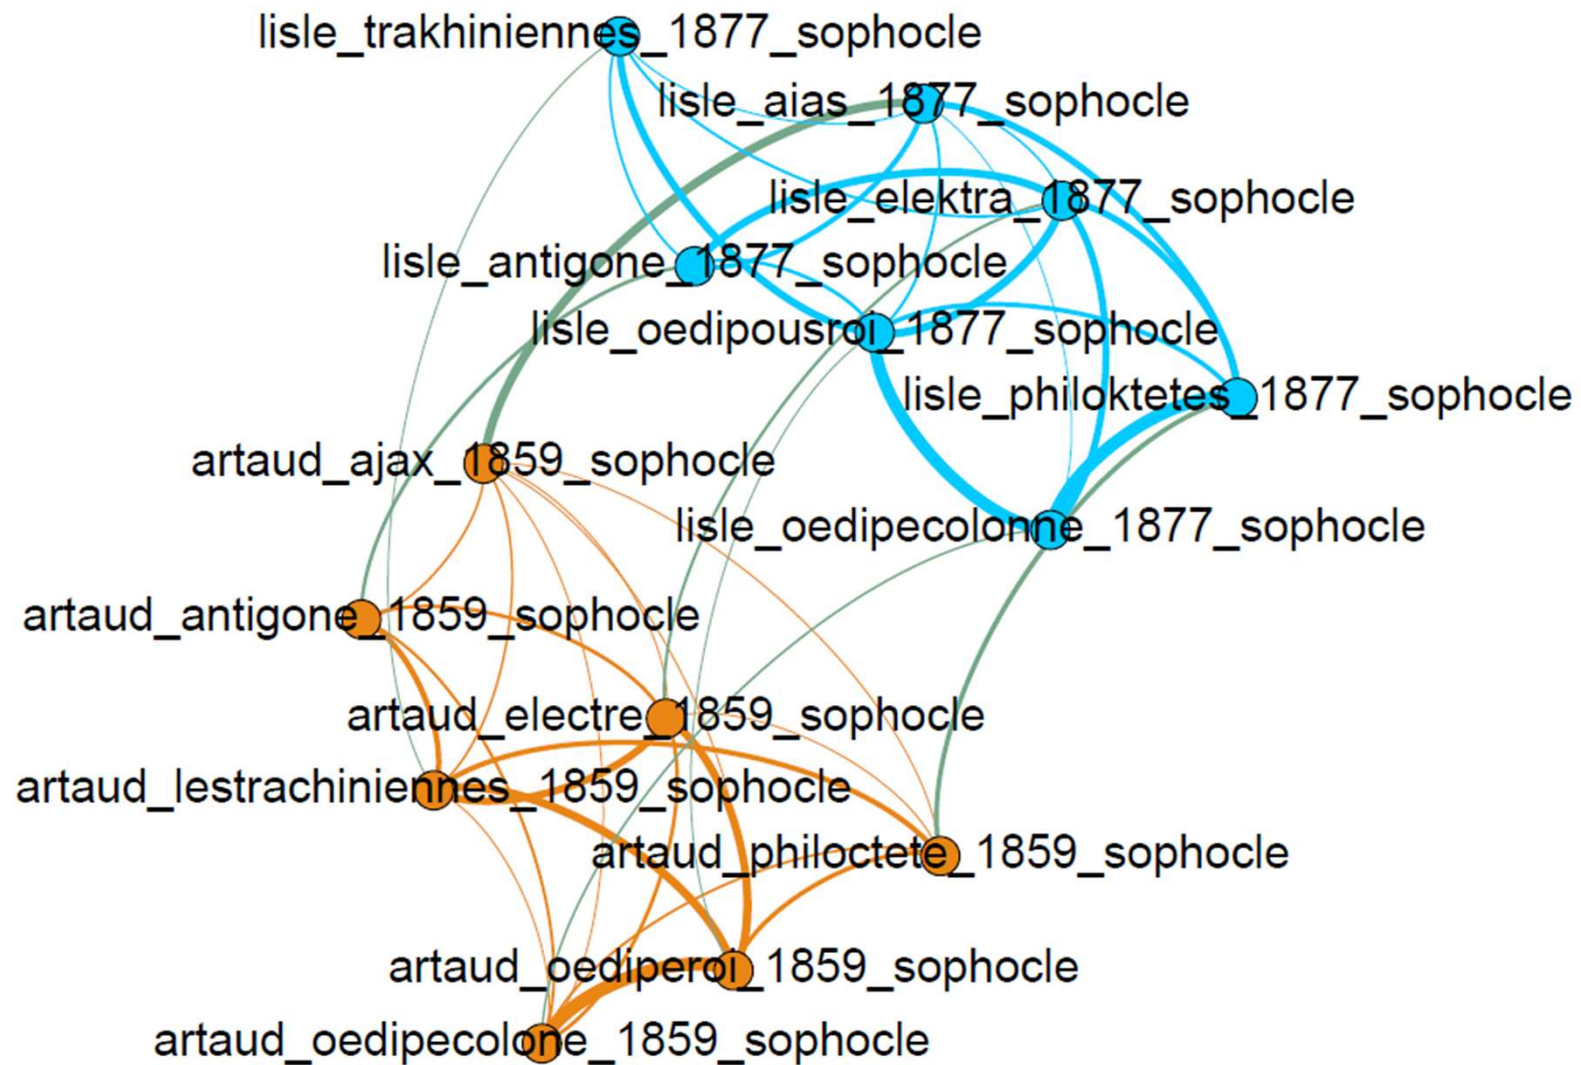 lisle_trakhiniennes_1877_sophocle
lisle_aias_1877_sophocle
lisle_elektra_1877_sophocle
lisle_antigone_1877_sophocle
lisle_oedipousroi_1877_sophocle
lisle_philoktetes_1877_sophocle
artaud_ajax_1859_sophocle
lisle_oedipecolonne_1877_sophocle
artaud_antigone_1859_sophocle
artaud_electre_1859_sophocle
artaud_lestrachiniennes_1859_sophocle
artaud_philoctete_1859_sophocle
artaud_oediperoi_1859_sophocle
artaud_oedipecolone_1859_sophocle